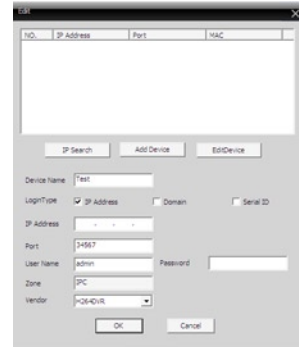 Edit
NO. IP Address Port MAC
IP Search Add Device EditDevice
Device Name Test
LoginType IP Address Domain Serial ID
IP Address . . .
Port 34567
User Name admin Password
Zone IPC
Vendor H264DVR
OK Cancel